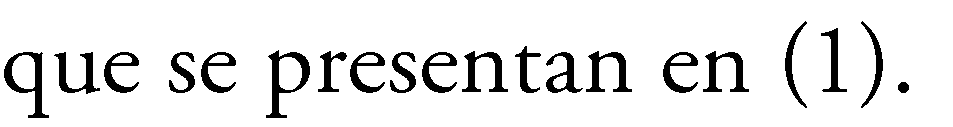 que se presentan en (1).